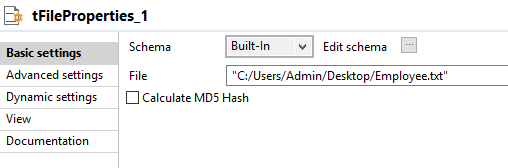 tFileProperties_1
Basic settings
Advanced settings
Dynamic settings
View
Documentation
Schema Built-In Edit schema ...
File "C:/Users/Admin/Desktop/Employee.txt"
Calculate MD5 Hash